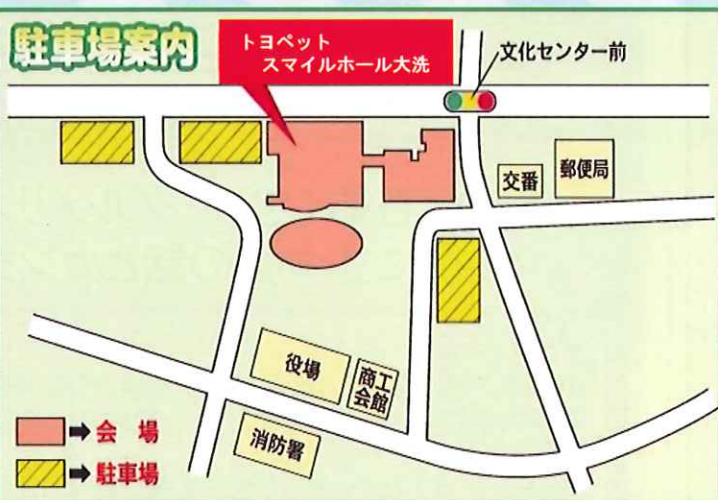 駐車場案内
トヨペット
スマイルホール大洗
文化センター前
交番
郵便局
役場
商工
会館
消防署
➡会 場
➡駐車場